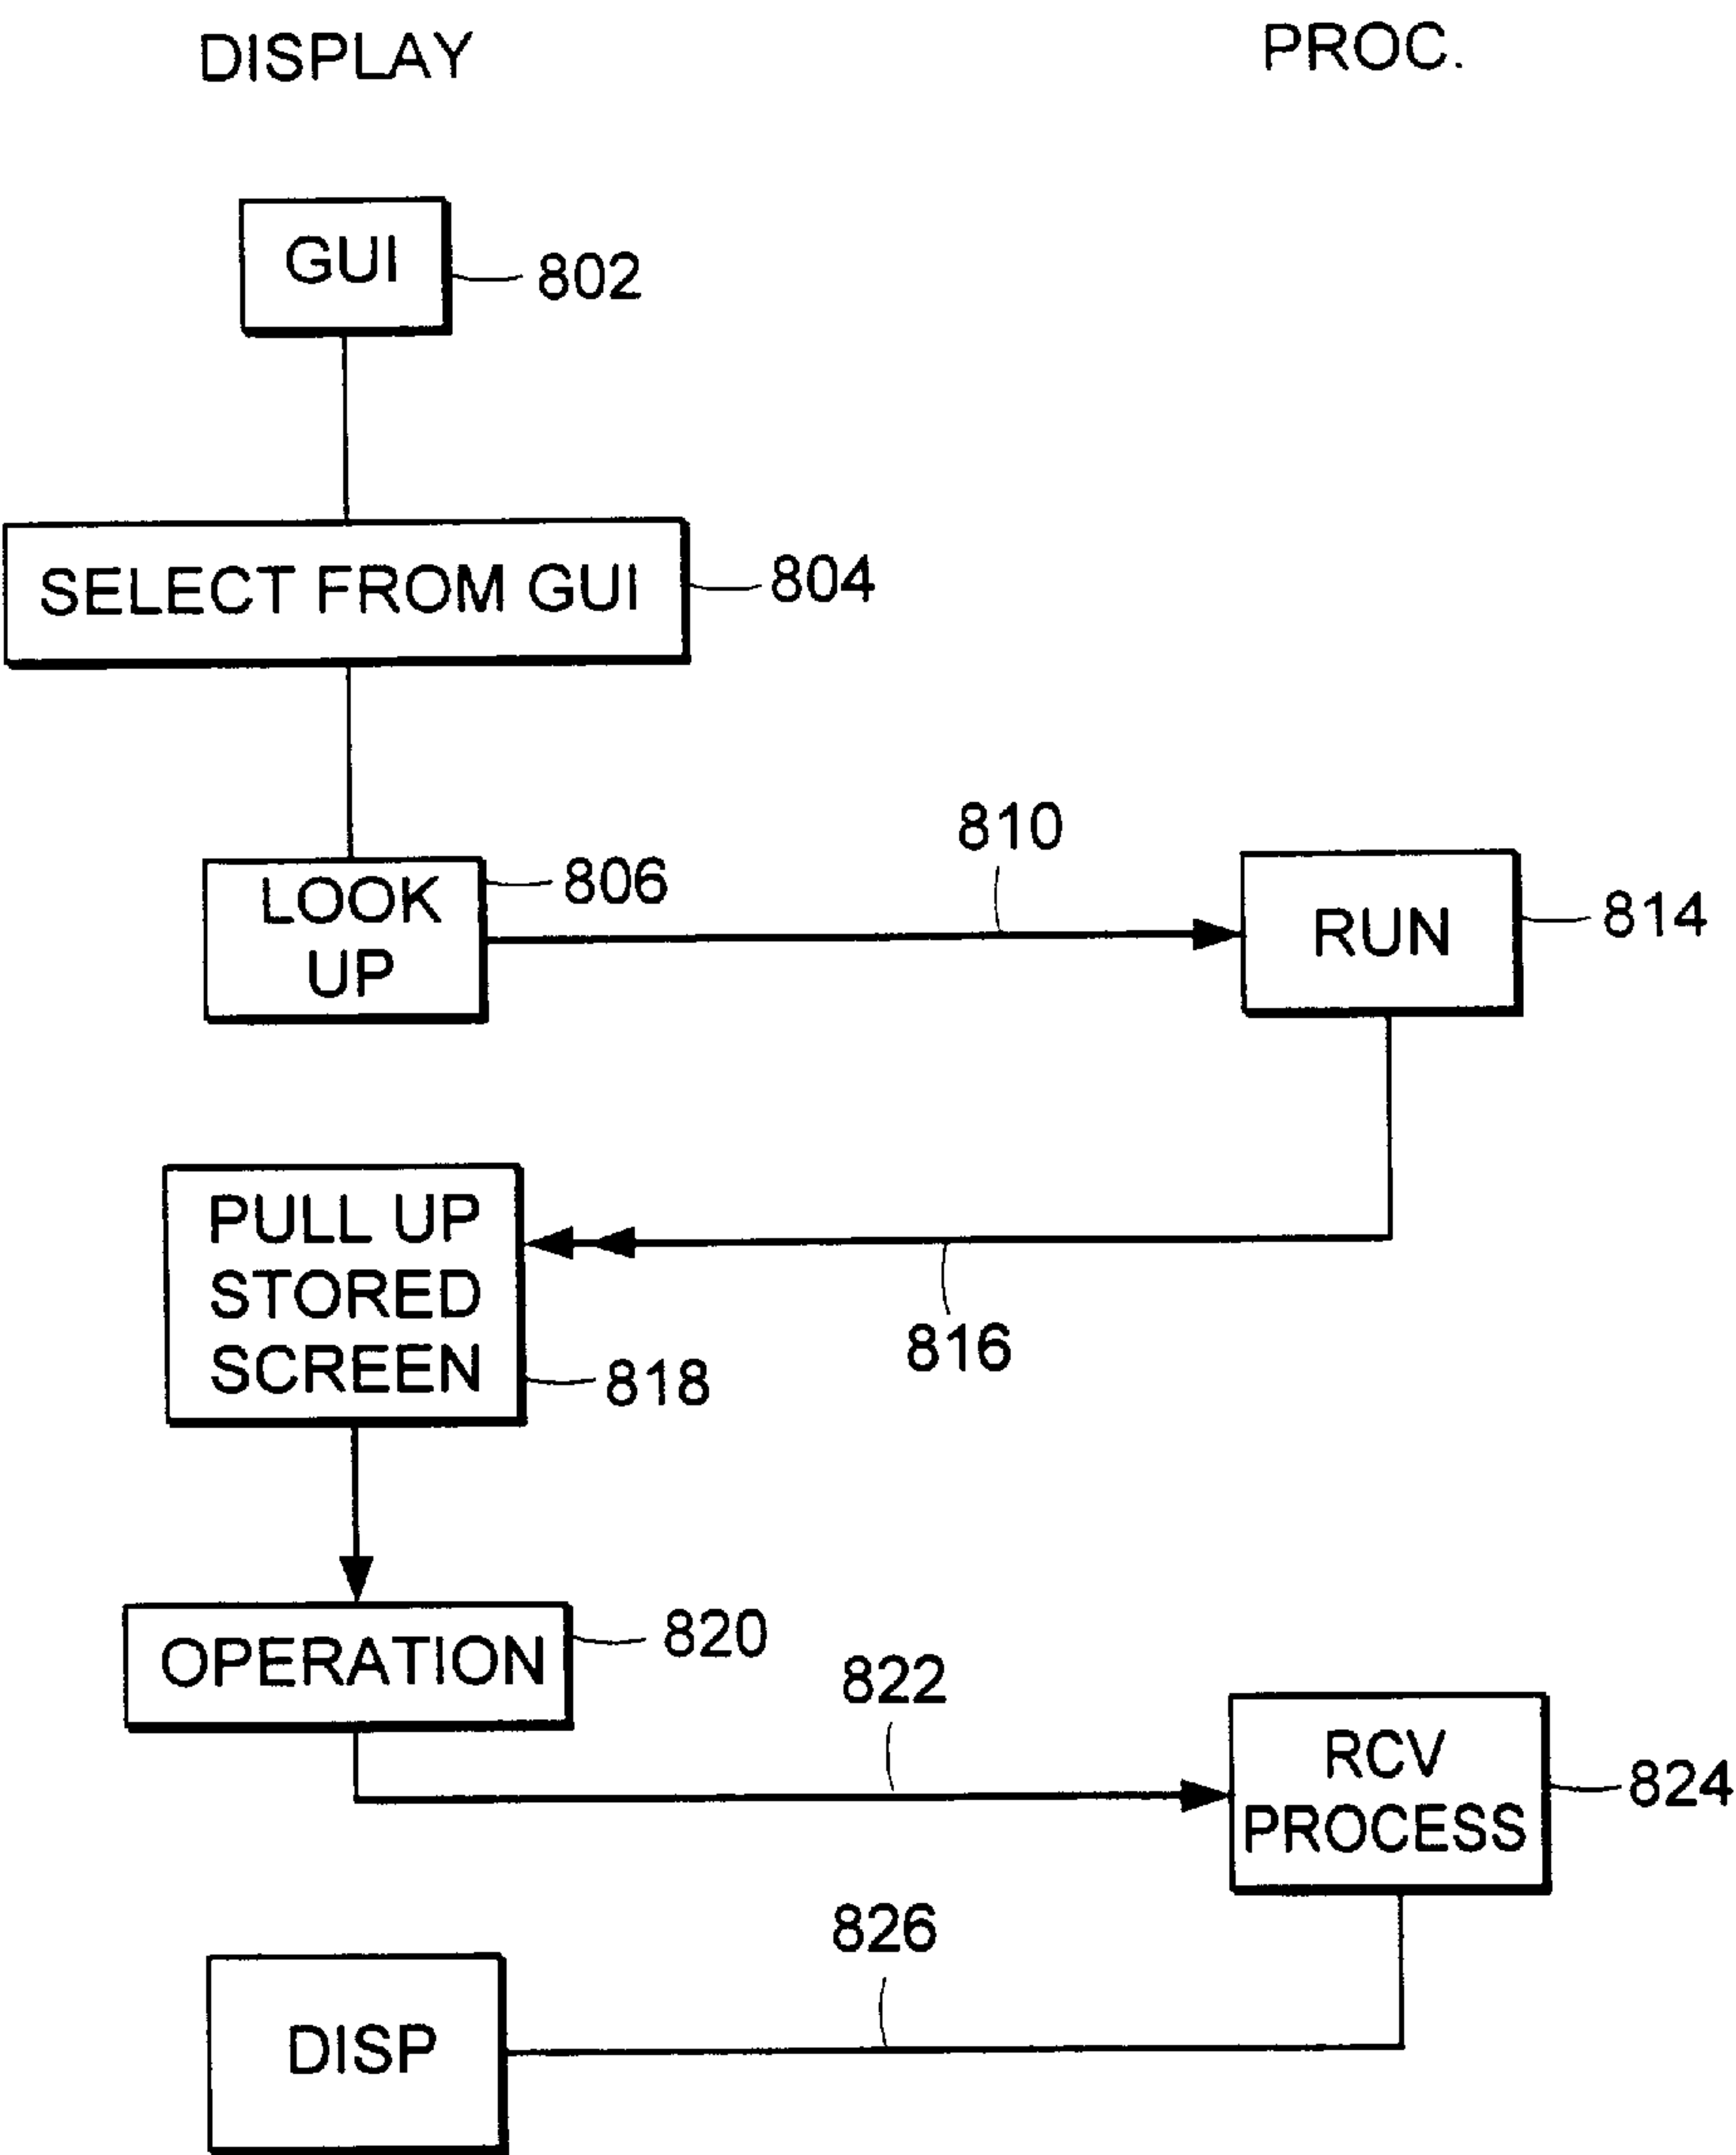 DISPLAY
PROC.
GUI
802
SELECT FROM GUI
804
LOOK
UP
806
810
RUN
814
PULL UP
STORED
SCREEN
818
816
OPERATION
820
822
RCV
PROCESS
824
826
DISP